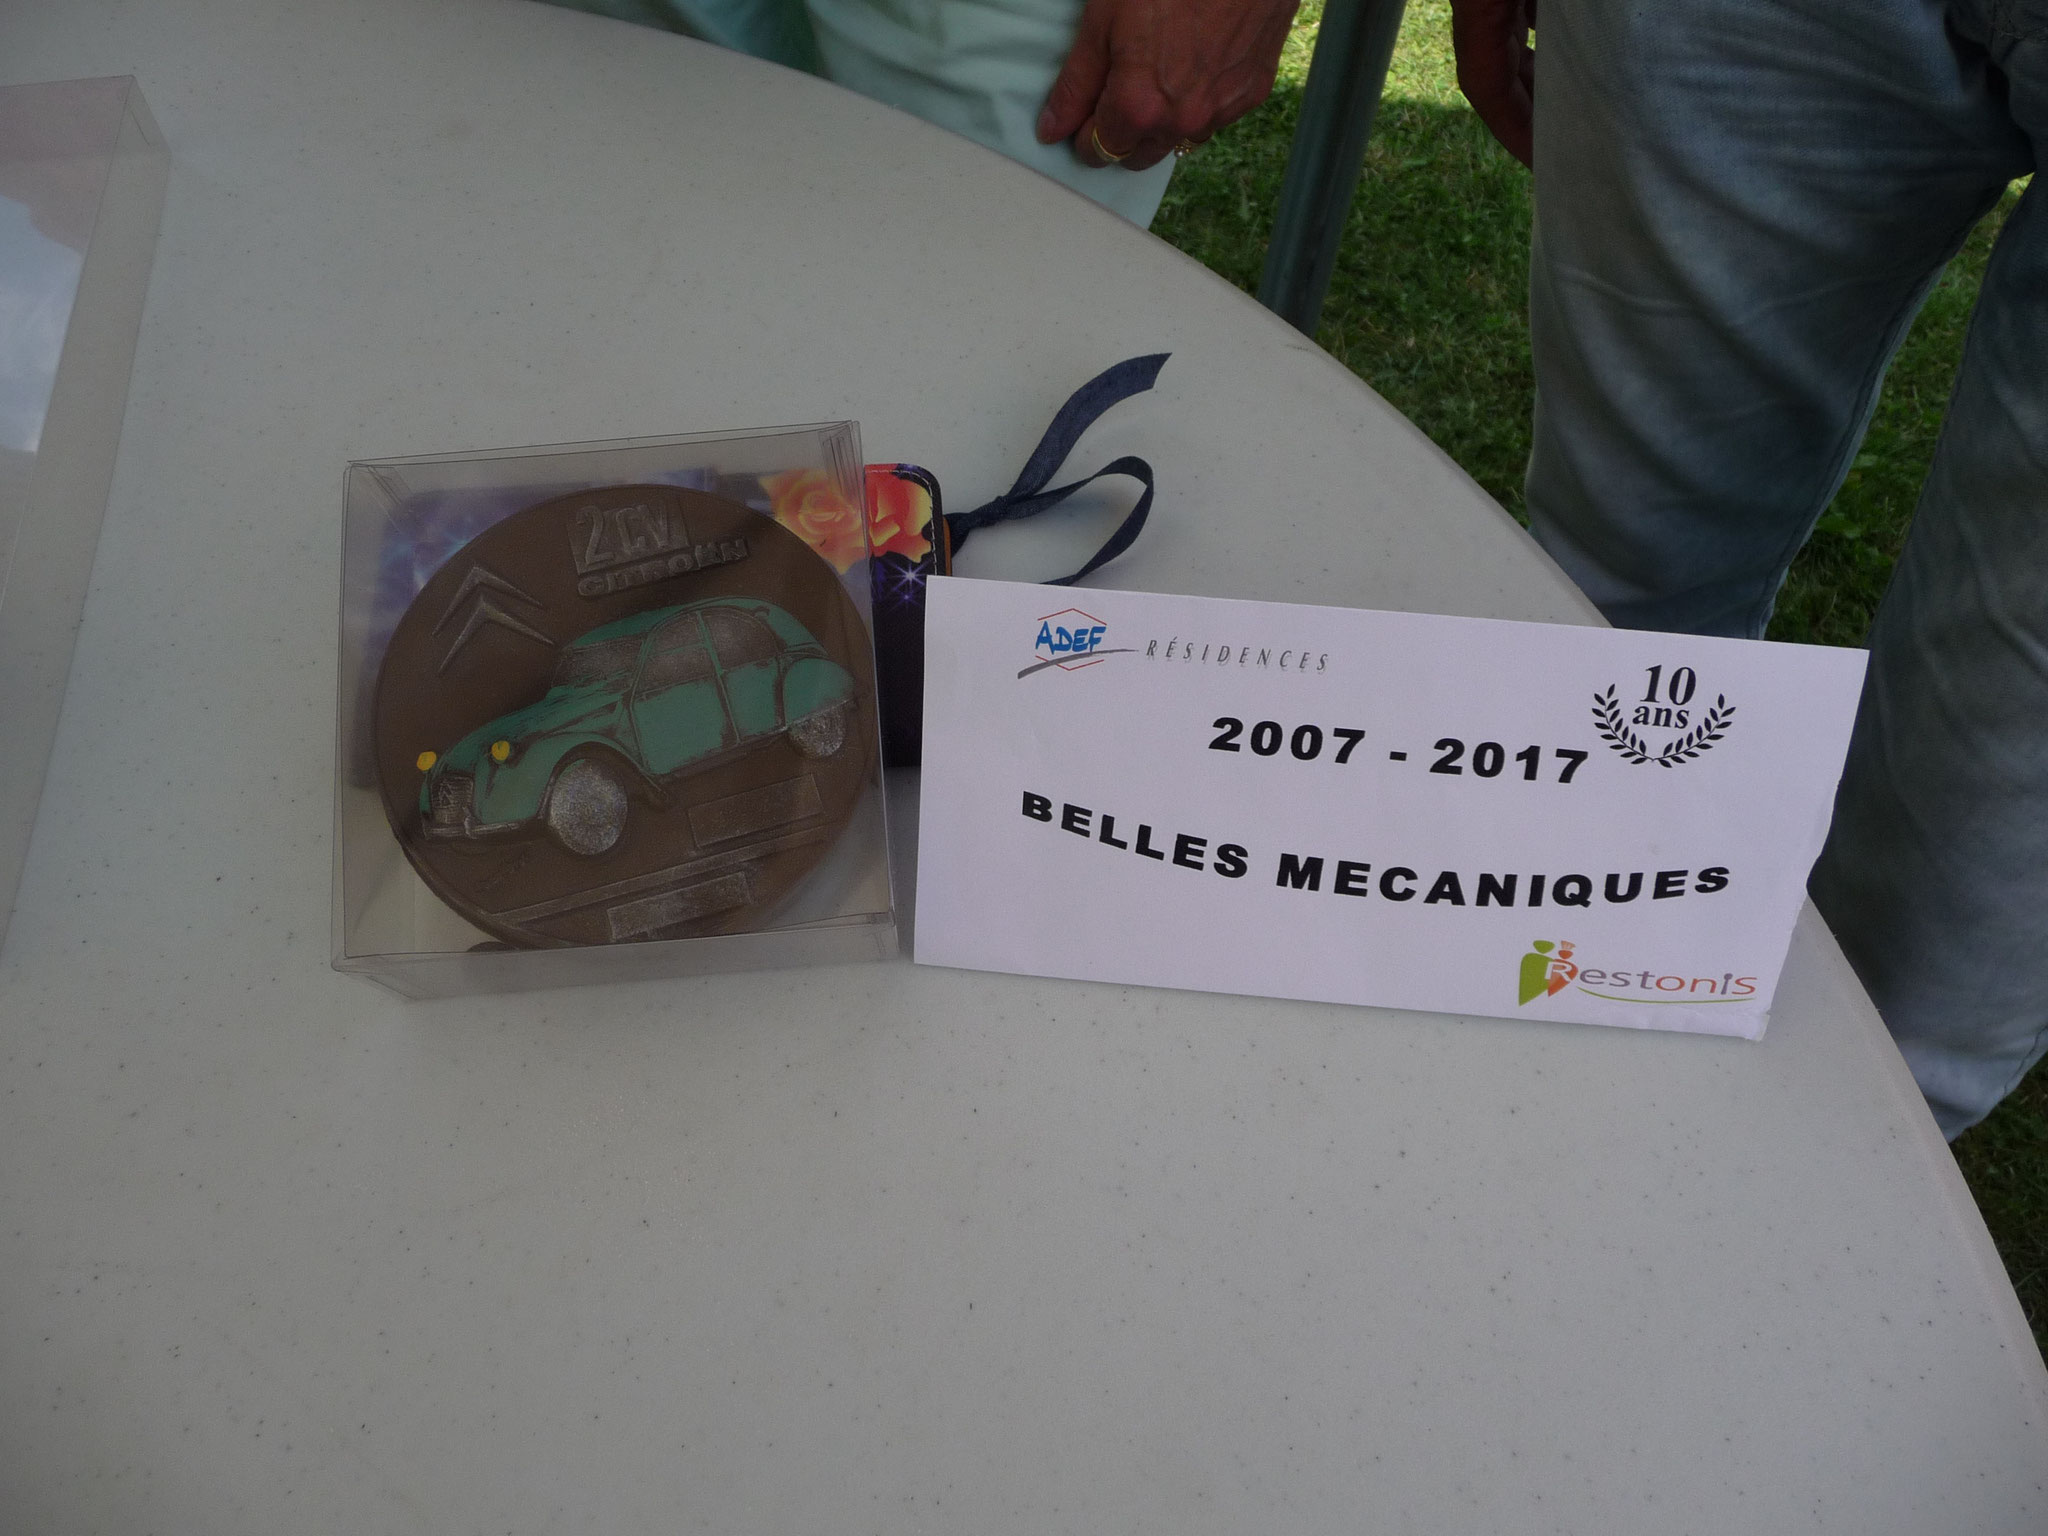 2CV
CITROËN
ADEF RÉSIDENCES
10
ans
2007 - 2017
BELLES MECANIQUES
Restonis